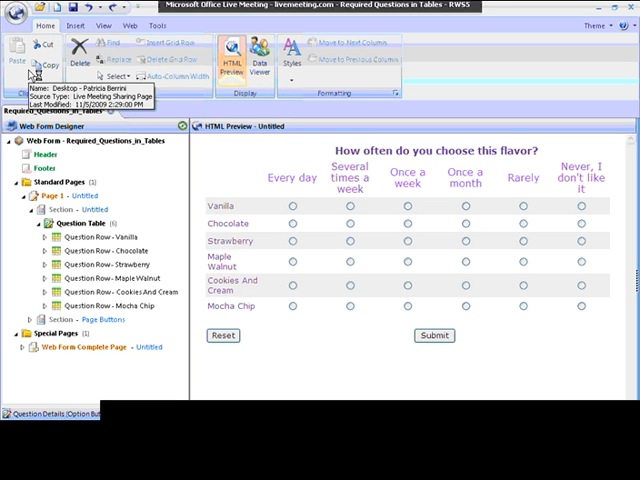 Microsoft Office Live Meeting - livemeeting.com - Required Questions in Tables - RWS5
Home Insert View Web Tools Theme
Paste Cut Copy
Delete Find Replace Select
Insert Grid Row
Delete Grid Row
Auto-Column Width
HTML Preview
Data Viewer
Display
Styles
Move to Next Column
Move to Previous Column
Formatting
Name: Desktop - Patricia Berrini
Source Type: Live Meeting Sharing Page
Last Modified: 11/5/2009 2:29:00 PM
Required_Questions_in_Tables
Web Form Designer
Web Form - Required_Questions_in_Tables
Header
Footer
Standard Pages (1)
Page 1 - Untitled
Section - Untitled
Question Table (6)
Question Row - Vanilla
Question Row - Chocolate
Question Row - Strawberry
Question Row - Maple Walnut
Question Row - Cookies And Cream
Question Row - Mocha Chip
Section - Page Buttons
Special Pages (1)
Web Form Complete Page - Untitled
Question Details (Option But
HTML Preview - Untitled
How often do you choose this flavor?
Every day
Several times a week
Once a week
Once a month
Rarely
Never, I don't like it
Vanilla
Chocolate
Strawberry
Maple Walnut
Cookies And Cream
Mocha Chip
Reset Submit